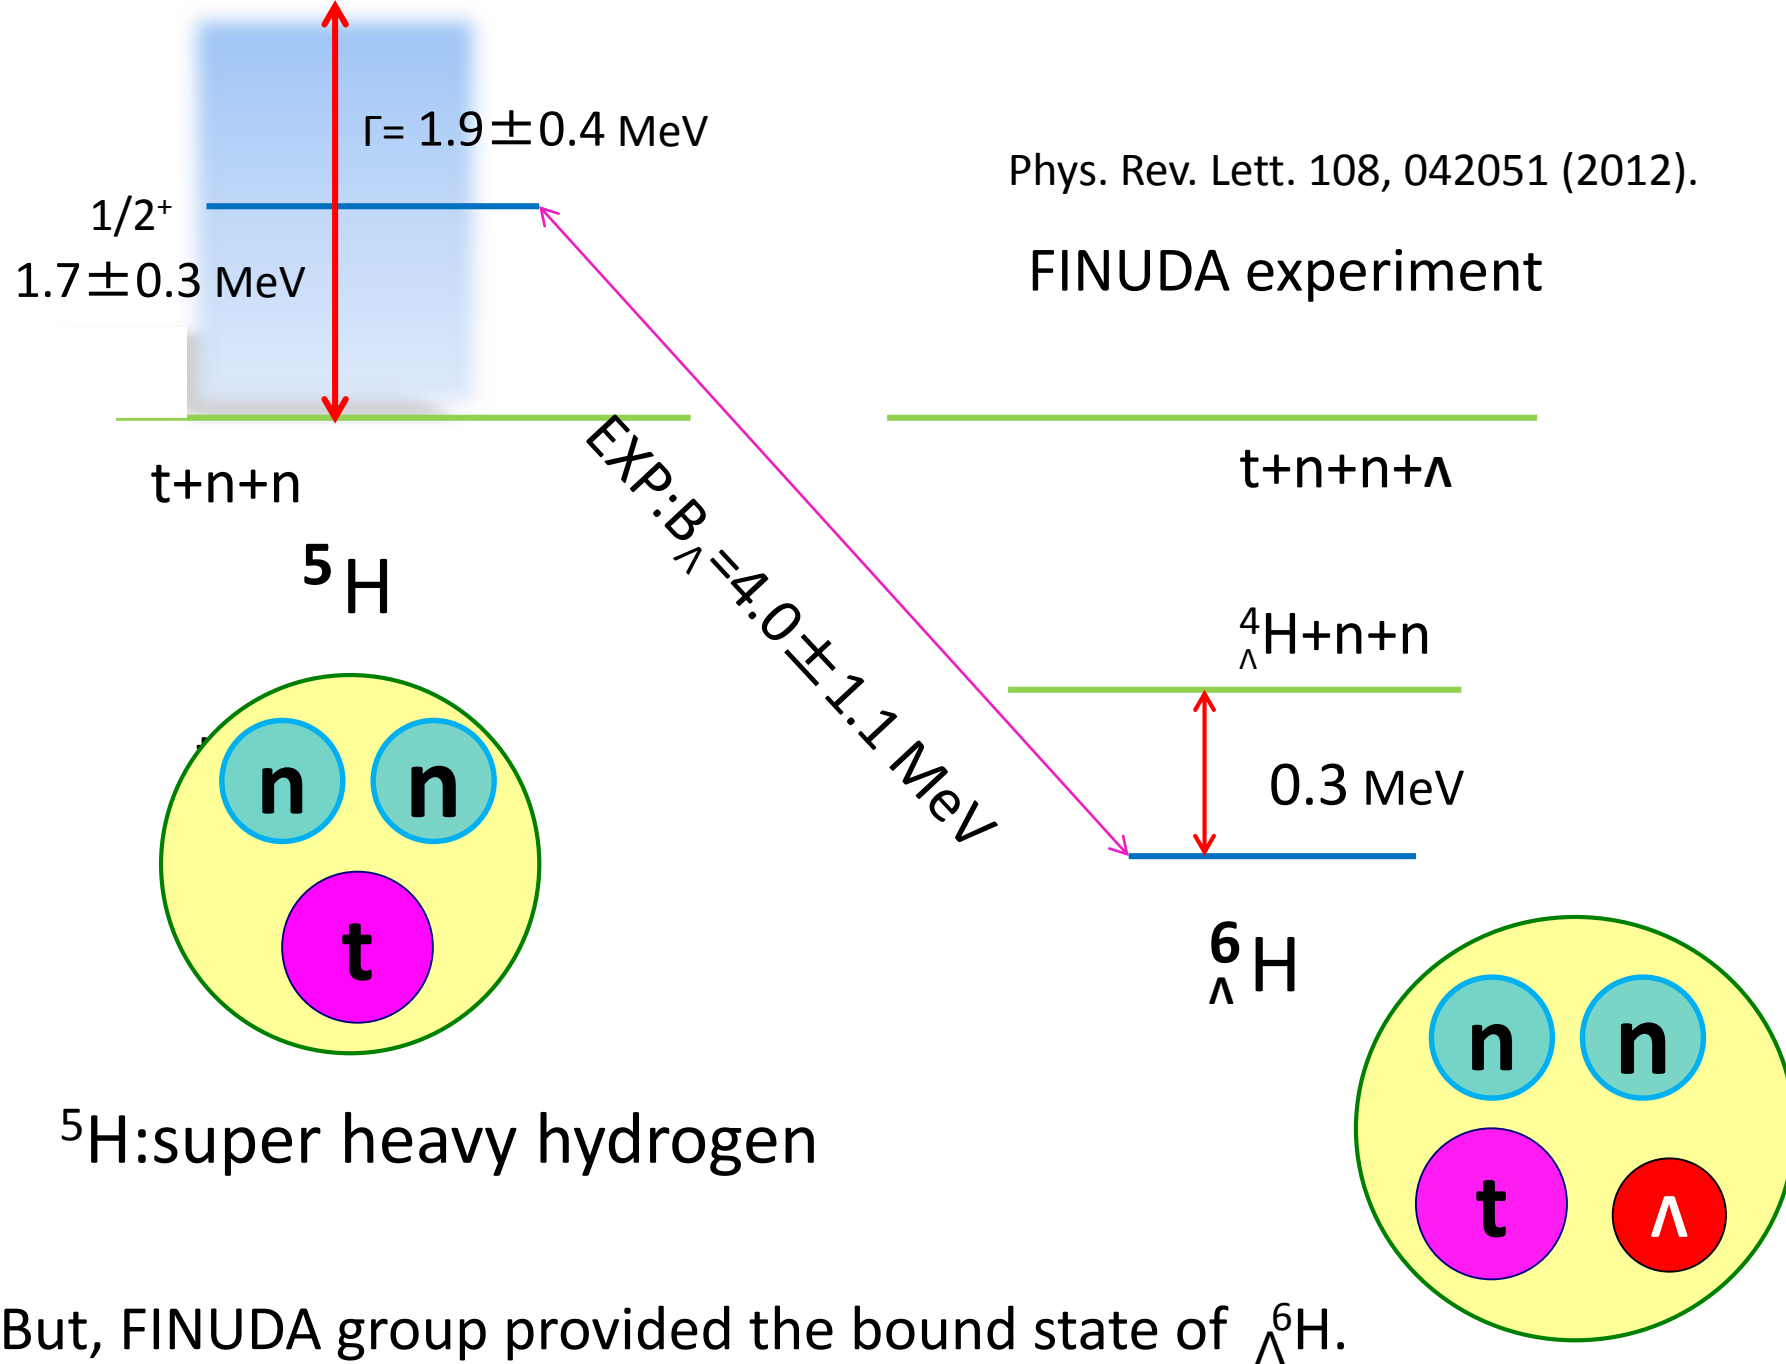 Γ= 1.9±0.4 MeV
Phys. Rev. Lett. 108, 042051 (2012).
1/2⁺
1.7±0.3 MeV
FINUDA experiment
t+n+n
t+n+n+Λ
EXP:B_Λ=4.0±1.1 MeV
⁵H
⁴_ΛH+n+n
0.3 MeV
n n
t
⁶_ΛH
n n
t Λ
⁵H:super heavy hydrogen
But, FINUDA group provided the bound state of ⁶_ΛH.